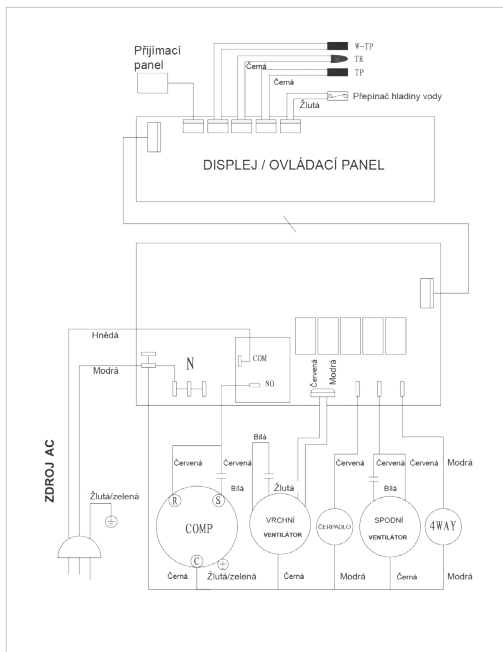 Přijímací
panel
W-TP
TR
Černá
TP
Černá
Přepínač hladiny vody
Žlutá
DISPLEJ / OVLÁDACÍ PANEL
Hnědá
Modrá
N
COM
NO
Červená
Modrá
ZDROJ AC
Žlutá/zelená
Červená
Červená
Bílá
Bílá
Žlutá
Červená
Červená
Bílá
Červená
Modrá
R
S
COMP
C
VRCHNÍ
VENTILÁTOR
ČERPADLO
SPODNÍ
VENTILÁTOR
4WAY
Černá
Žlutá/zelená
Černá
Modrá
Černá
Modrá